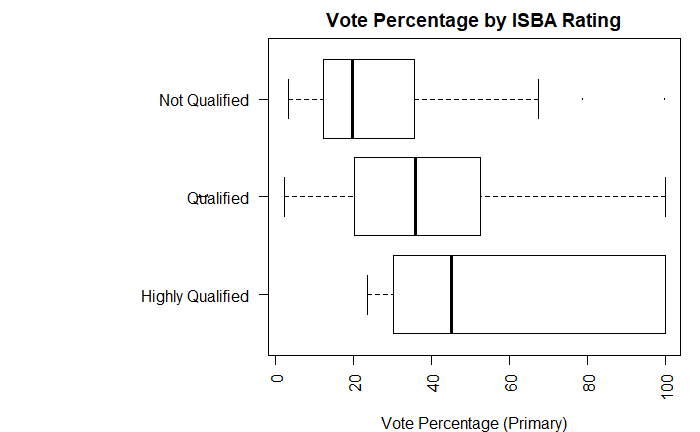 Vote Percentage by ISBA Rating
Not Qualified
Qualified
Highly Qualified
0
20
40
60
80
100
Vote Percentage (Primary)